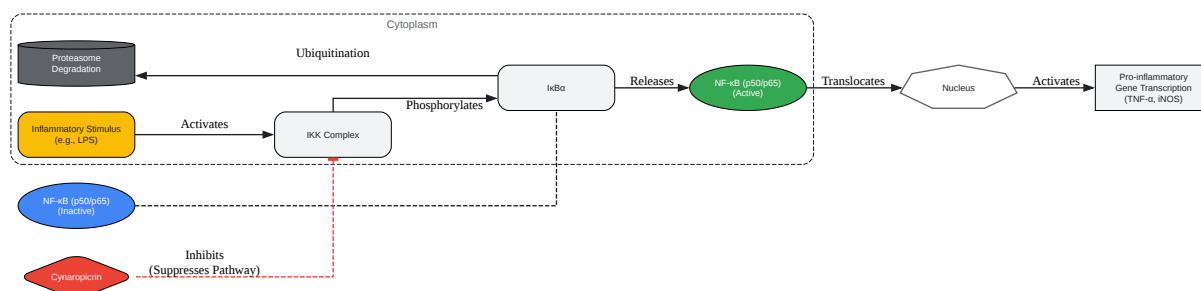 Cytoplasm
Proteasome
Degradation
Ubiquitination
IκBα
Releases
NF-κB (p50/p65)
(Active)
Translocates
Nucleus
Activates
Pro-inflammatory
Gene Transcription
(TNF-α, iNOS)
Phosphorylates
Inflammatory Stimulus
(e.g., LPS)
Activates
IKK Complex
NF-κB (p50/p65)
(Inactive)
Inhibits
(Suppresses Pathway)
Cynaropicrin